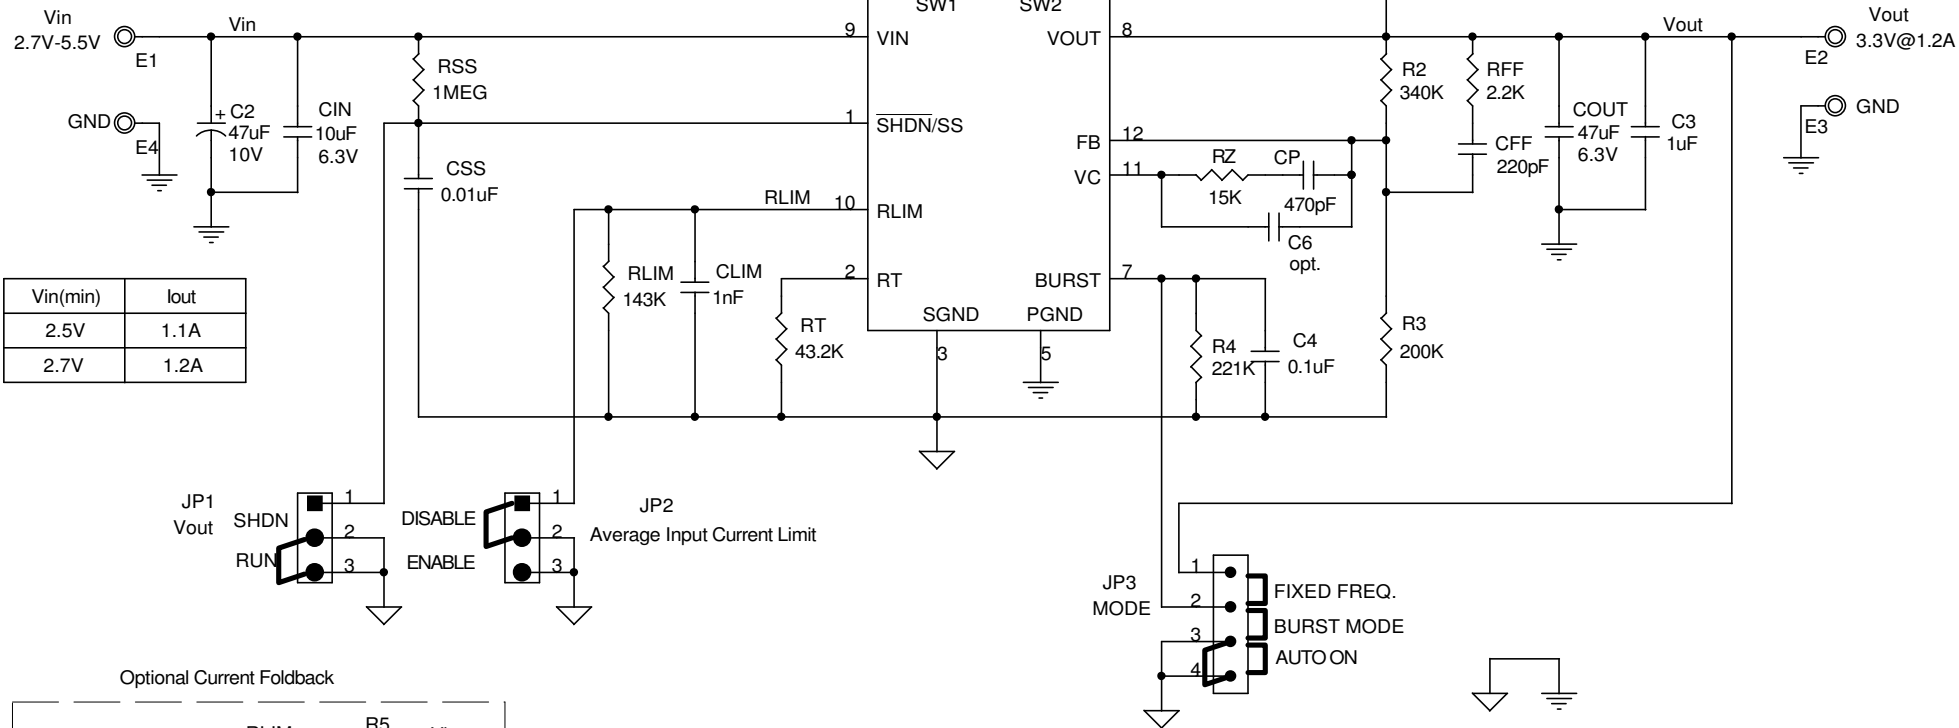 SW1 SW2
Vin
2.7V-5.5V
E1
Vin
9 VIN
VOUT 8
Vout
Vout
3.3V@1.2A
E2
RSS
1MEG
R2
340K
RFF
2.2K
GND
E4
+ C2
47uF
10V
CIN
10uF
6.3V
1 SHDN/SS
FB 12
VC 11
RZ
15K
CP
470pF
C6
opt.
CFF
220pF
COUT
47uF
6.3V
C3
1uF
GND
E3
CSS
0.01uF
RLIM 10 RLIM
RLIM
143K
CLIM
1nF
2 RT
RT
43.2K
BURST 7
SGND PGND
3 5
R4
221K
C4
0.1uF
R3
200K
Vin(min) Iout
2.5V 1.1A
2.7V 1.2A
JP1
Vout
SHDN
RUN
1
2
3
DISABLE
ENABLE
1
2
3
JP2
Average Input Current Limit
JP3
MODE
1
2
3
4
FIXED FREQ.
BURST MODE
AUTO ON
Optional Current Foldback
RLIM R5